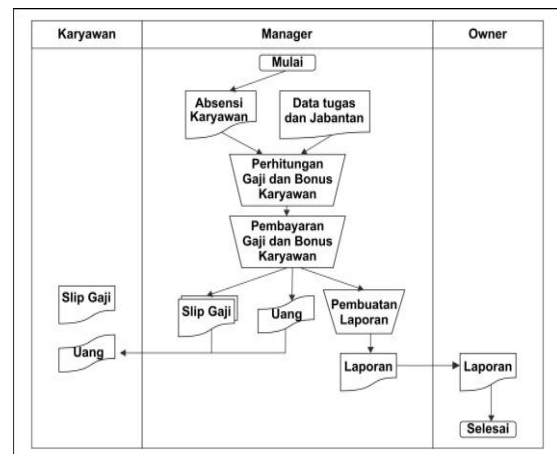 Karyawan
Manager
Owner
Mulai
Absensi
Karyawan
Data tugas
dan Jabantan
Perhitungan
Gaji dan Bonus
Karyawan
Pembayaran
Gaji dan Bonus
Karyawan
Slip Gaji
Slip Gaji
Uang
Pembuatan
Laporan
Uang
Laporan
Laporan
Selesai